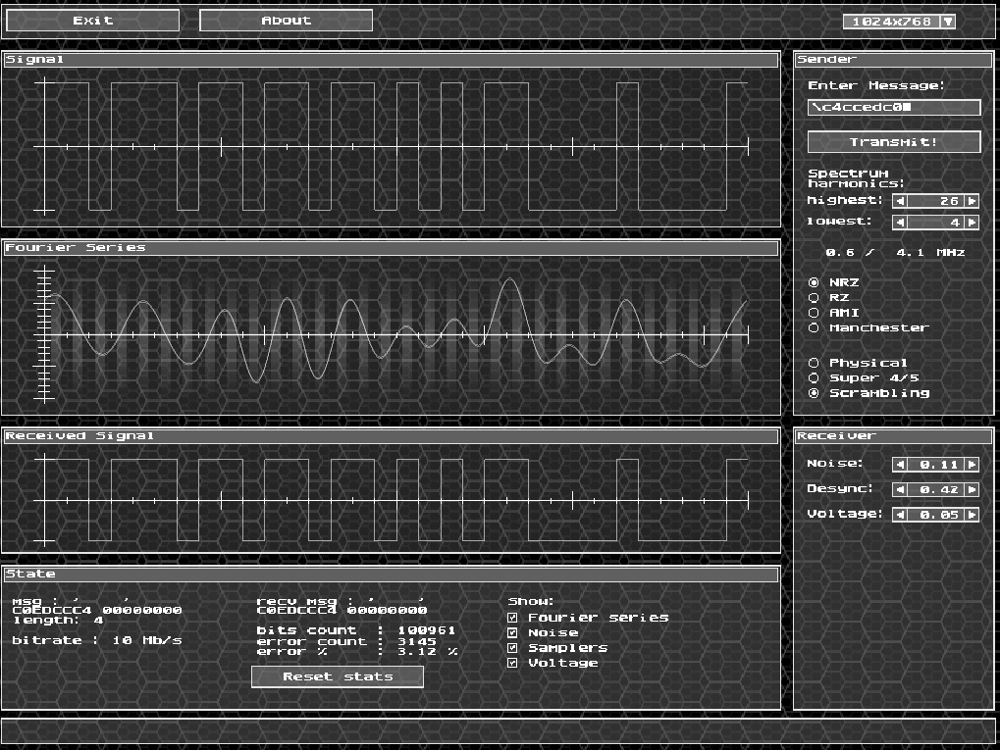 Exit
About
1024x768
Signal
Sender
Enter Message:
\c4ccedc0
Transmit!
Spectrum
harmonics:
highest: 26
lowest: 4
0.6 / 4.1 MHz
NRZ
RZ
AMI
Manchester
Physical
Super 4/5
Scrambling
Fourier Series
Received Signal
Receiver
Noise: 0.11
Desync: 0.42
Voltage: 0.05
State
msg : ' '
C0EDCCC4 00000000
length: 4
bitrate : 10 Mb/s
recv msg : ' '
C0EDCCC4 00000000
bits count : 100961
error count : 3145
error % : 3.12 %
Reset stats
Show:
Fourier series
Noise
Samplers
Voltage